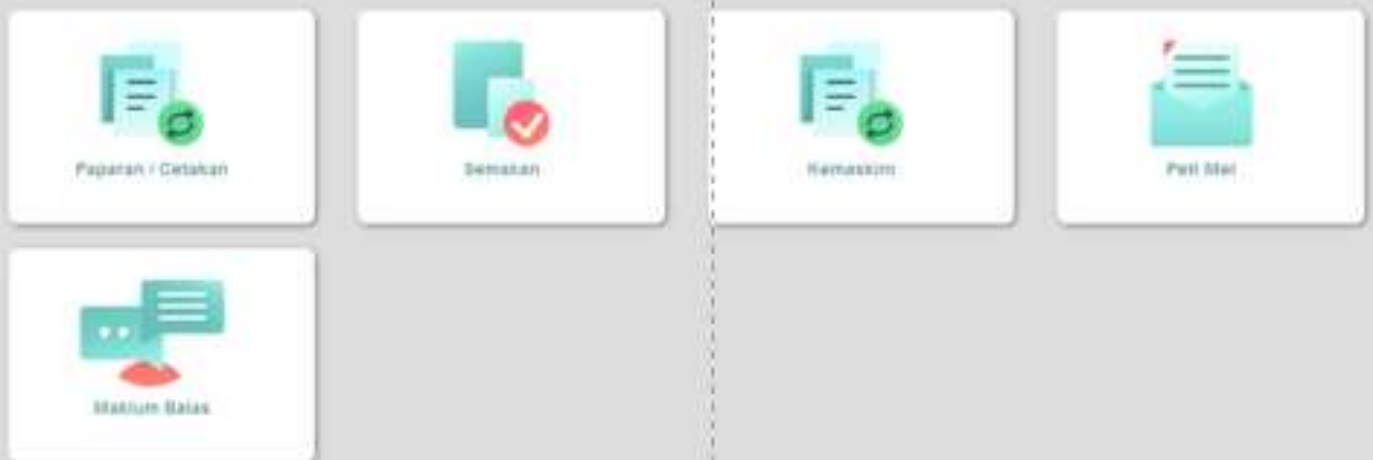 Paparan / Cetakan
Semakan
Kemaskini
Peti Mel
Maklum Balas